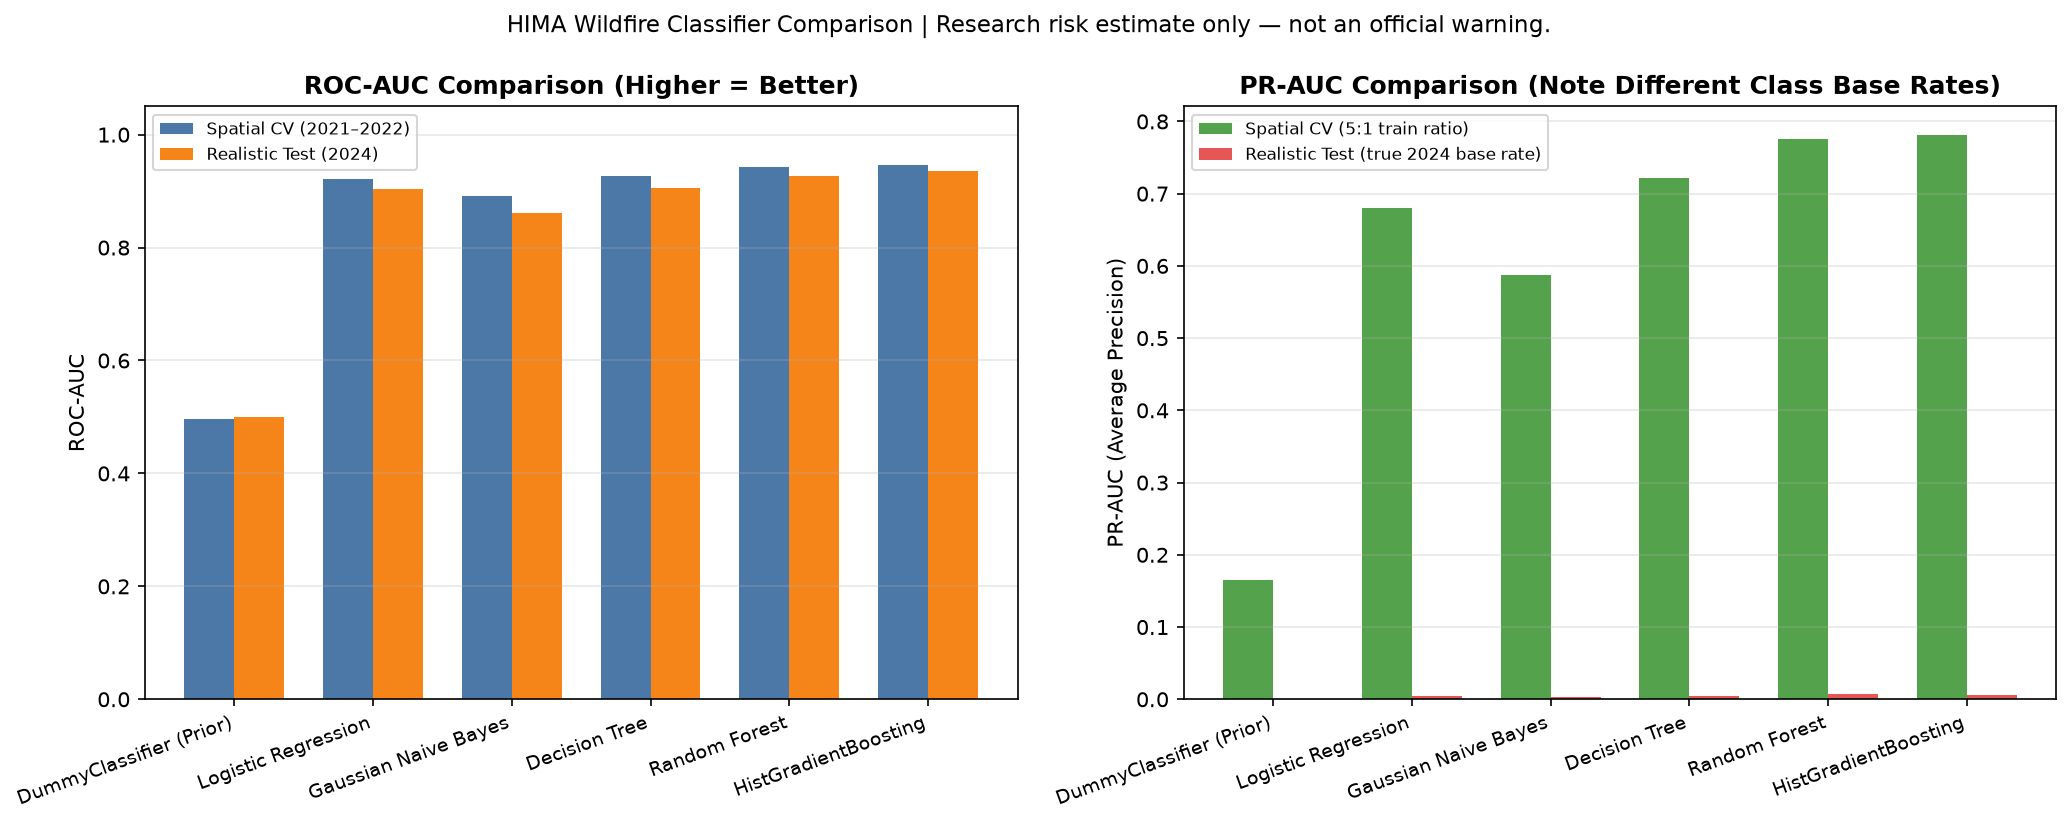 HIMA Wildfire Classifier Comparison | Research risk estimate only — not an official warning.
ROC-AUC Comparison (Higher = Better)
Spatial CV (2021–2022)
Realistic Test (2024)
1.0
0.8
0.6
0.4
0.2
0.0
ROC-AUC
DummyClassifier (Prior)
Logistic Regression
Gaussian Naive Bayes
Decision Tree
Random Forest
HistGradientBoosting
PR-AUC Comparison (Note Different Class Base Rates)
Spatial CV (5:1 train ratio)
Realistic Test (true 2024 base rate)
0.8
0.7
0.6
0.5
0.4
0.3
0.2
0.1
0.0
PR-AUC (Average Precision)
DummyClassifier (Prior)
Logistic Regression
Gaussian Naive Bayes
Decision Tree
Random Forest
HistGradientBoosting